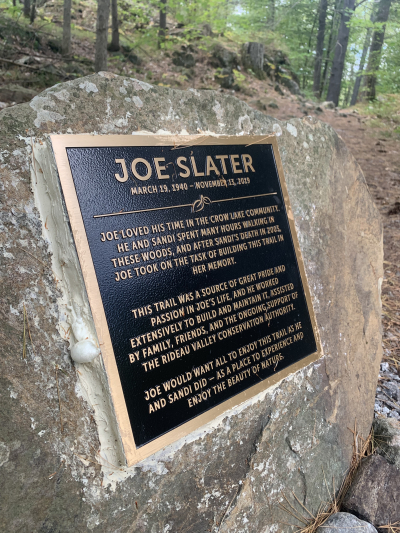 JOE SLATER
MARCH 19, 1940 – NOVEMBER 11, 2019
JOE LOVED HIS TIME IN THE CROW LAKE COMMUNITY.
HE AND SANDI SPENT MANY HOURS WALKING IN
THESE WOODS, AND AFTER SANDI'S DEATH IN 2005,
JOE TOOK ON THE TASK OF BUILDING THIS TRAIL IN
HER MEMORY.
THIS TRAIL WAS A SOURCE OF GREAT PRIDE AND
PASSION IN JOE'S LIFE, AND HE WORKED
EXTENSIVELY TO BUILD AND MAINTAIN IT, ASSISTED
BY FAMILY, FRIENDS, AND THE ONGOING SUPPORT OF
THE RIDEAU VALLEY CONSERVATION AUTHORITY.
JOE WOULD WANT ALL TO ENJOY THIS TRAIL AS HE
AND SANDI DID – AS A PLACE TO EXPERIENCE AND
ENJOY THE BEAUTY OF NATURE.